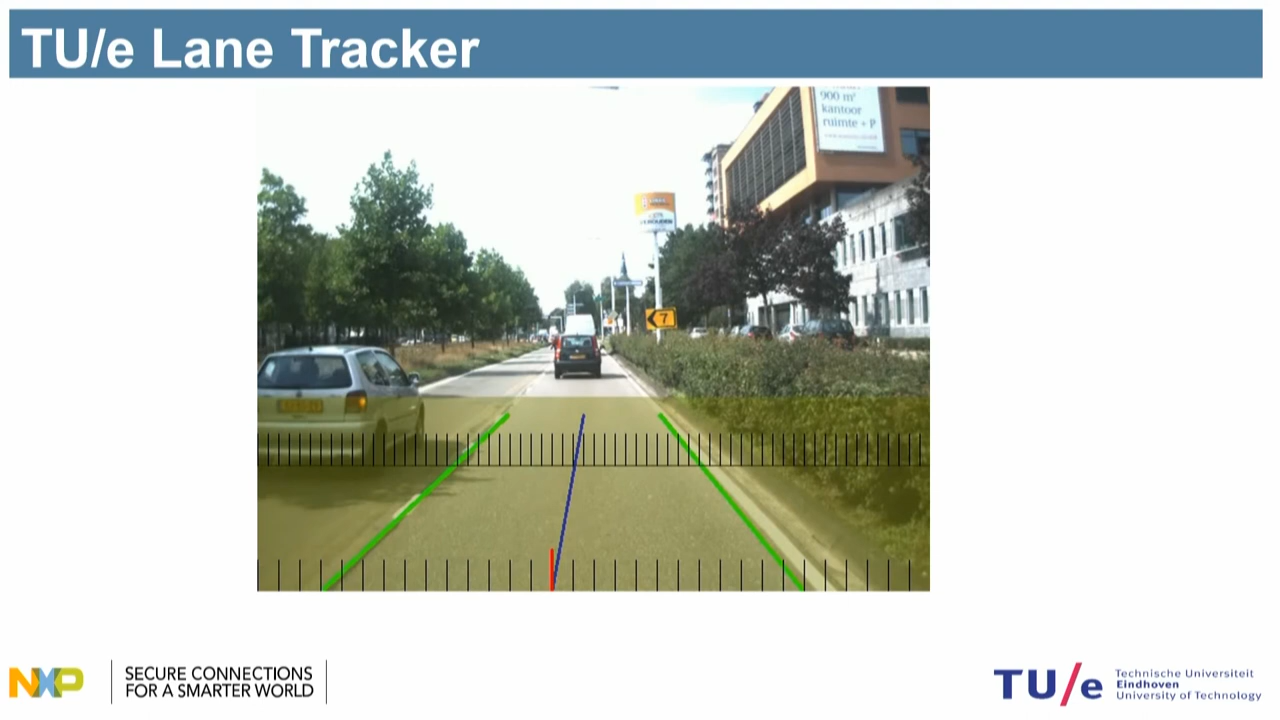 TU/e Lane Tracker
900 m²
kantoor
ruimte + P
7
NXP
SECURE CONNECTIONS
FOR A SMARTER WORLD
TU/e
Technische Universiteit
Eindhoven
University of Technology